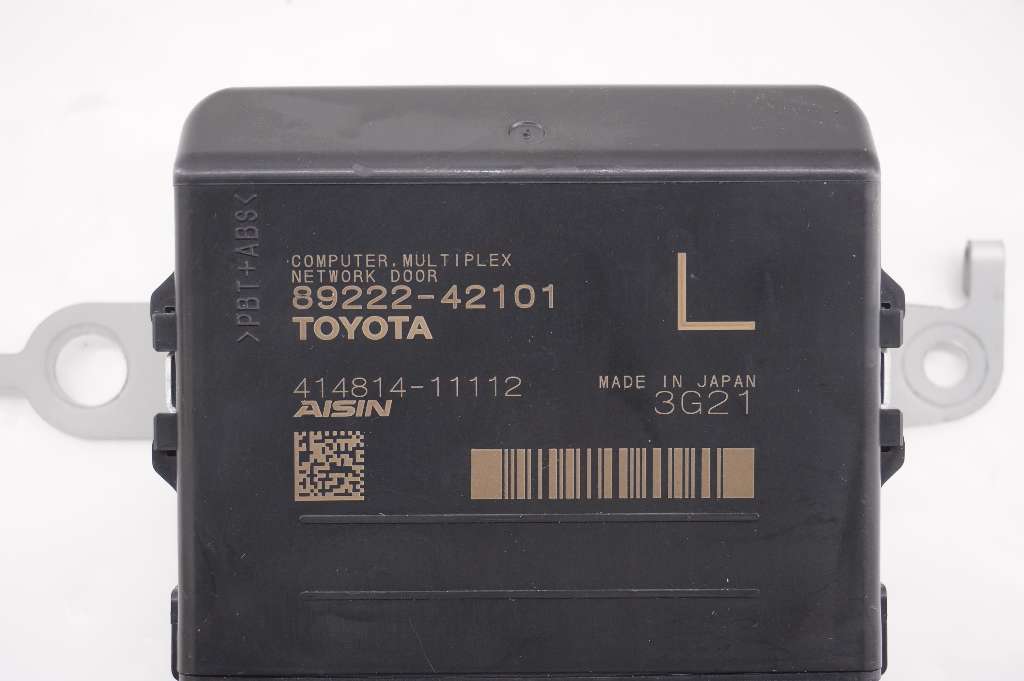 >PBT+ABS<
COMPUTER, MULTIPLEX
NETWORK DOOR
89222-42101
TOYOTA
L
414814-11112
AISIN
MADE IN JAPAN
3G21